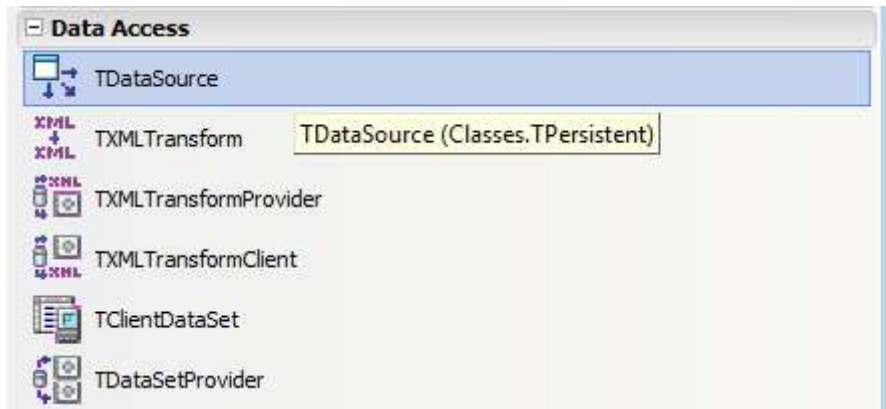 Data Access
TDataSource
TXMLTransform
TDataSource (Classes.TPersistent)
TXMLTransformProvider
TXMLTransformClient
TClientDataSet
TDataSetProvider